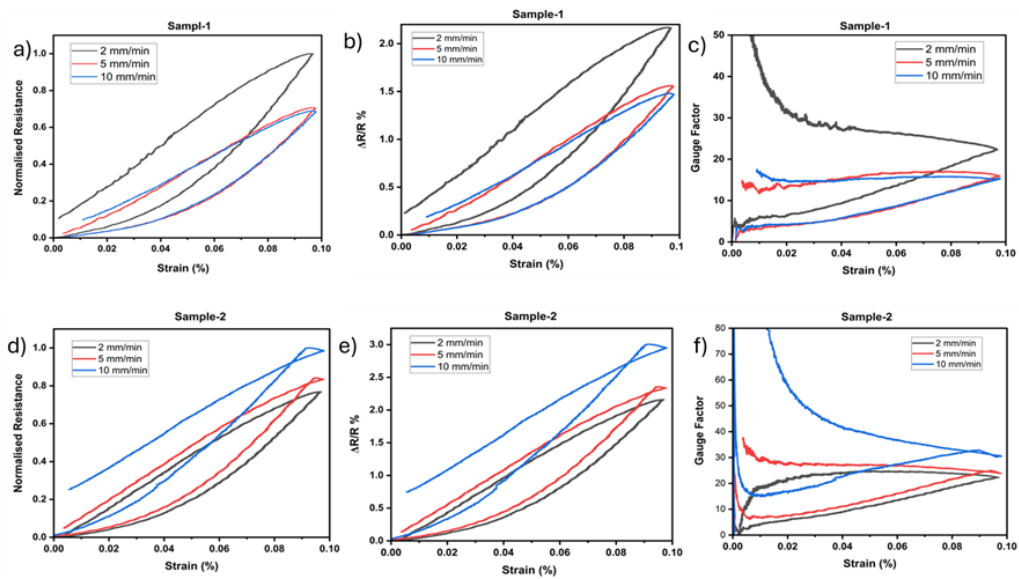 Sampl-1
a)
2 mm/min
5 mm/min
10 mm/min
Normalised Resistance
1.0
0.8
0.6
0.4
0.2
0.0
0.00 0.02 0.04 0.06 0.08 0.10
Strain (%)
Sample-1
b)
2 mm/min
5 mm/min
10 mm/min
ΔR/R %
2.0
1.5
1.0
0.5
0.0
0.00 0.02 0.04 0.06 0.08 0.1
Strain (%)
Sample-1
c)
2 mm/min
5 mm/min
10 mm/min
Gauge Factor
50
40
30
20
10
0
0.00 0.02 0.04 0.06 0.08 0.10
Strain (%)
Sample-2
d)
2 mm/min
5 mm/min
10 mm/min
Normalised Resistance
1.0
0.8
0.6
0.4
0.2
0.0
0.00 0.02 0.04 0.06 0.08 0.10
Strain (%)
Sample-2
e)
2 mm/min
5 mm/min
10 mm/min
ΔR/R %
3.0
2.5
2.0
1.5
1.0
0.5
0.0
0.00 0.02 0.04 0.06 0.08 0.10
Strain (%)
Sample-2
f)
2 mm/min
5 mm/min
10 mm/min
Gauge Factor
80
70
60
50
40
30
20
10
0
0.00 0.02 0.04 0.06 0.08 0.10
Strain (%)